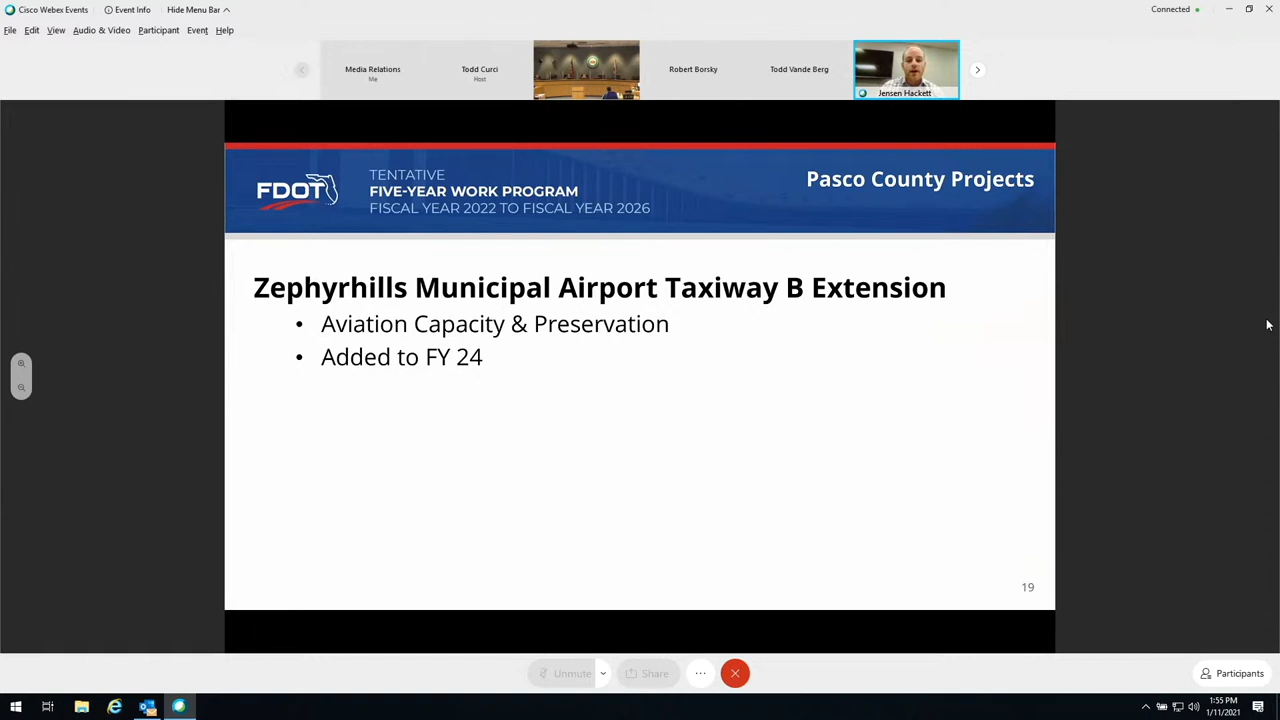 Cisco Webex Events
Event Info
Hide Menu Bar
Connected
File Edit View Audio & Video Participant Event Help
Media Relations
Me
Todd Curci
Host
Robert Borsky
Todd Vande Berg
Jensen Hackett
FDOT
TENTATIVE
FIVE-YEAR WORK PROGRAM
FISCAL YEAR 2022 TO FISCAL YEAR 2026
Pasco County Projects
Zephyrhills Municipal Airport Taxiway B Extension
• Aviation Capacity & Preservation
• Added to FY 24
19
Unmute
Share
Participants
1:55 PM
1/11/2021